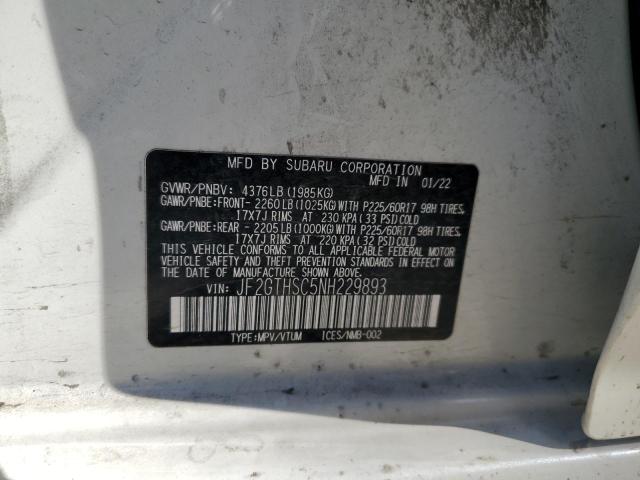 MFD BY SUBARU CORPORATION
GVWR/PNBV: 4376LB (1985KG) MFD IN 01/22
GAWR/PNBE:FRONT- 2260LB (1025KG) WITH P225/60R17 98H TIRES,
17X7J RIMS AT 230 KPA (33 PSI) COLD
GAWR/PNBE:REAR - 2205LB (1000KG) WITH P225/60R17 98H TIRES,
17X7J RIMS AT 220 KPA (32 PSI) COLD
THIS VEHICLE CONFORMS TO ALL APPLICABLE FEDERAL MOTOR
VEHICLE SAFETY AND THEFT PREVENTION STANDARDS IN EFFECT
ON THE DATE OF MANUFACTURE SHOWN ABOVE.
VIN: JF2GTHSC5NH229893
TYPE:MPV/VTUM ICES/NMB-002